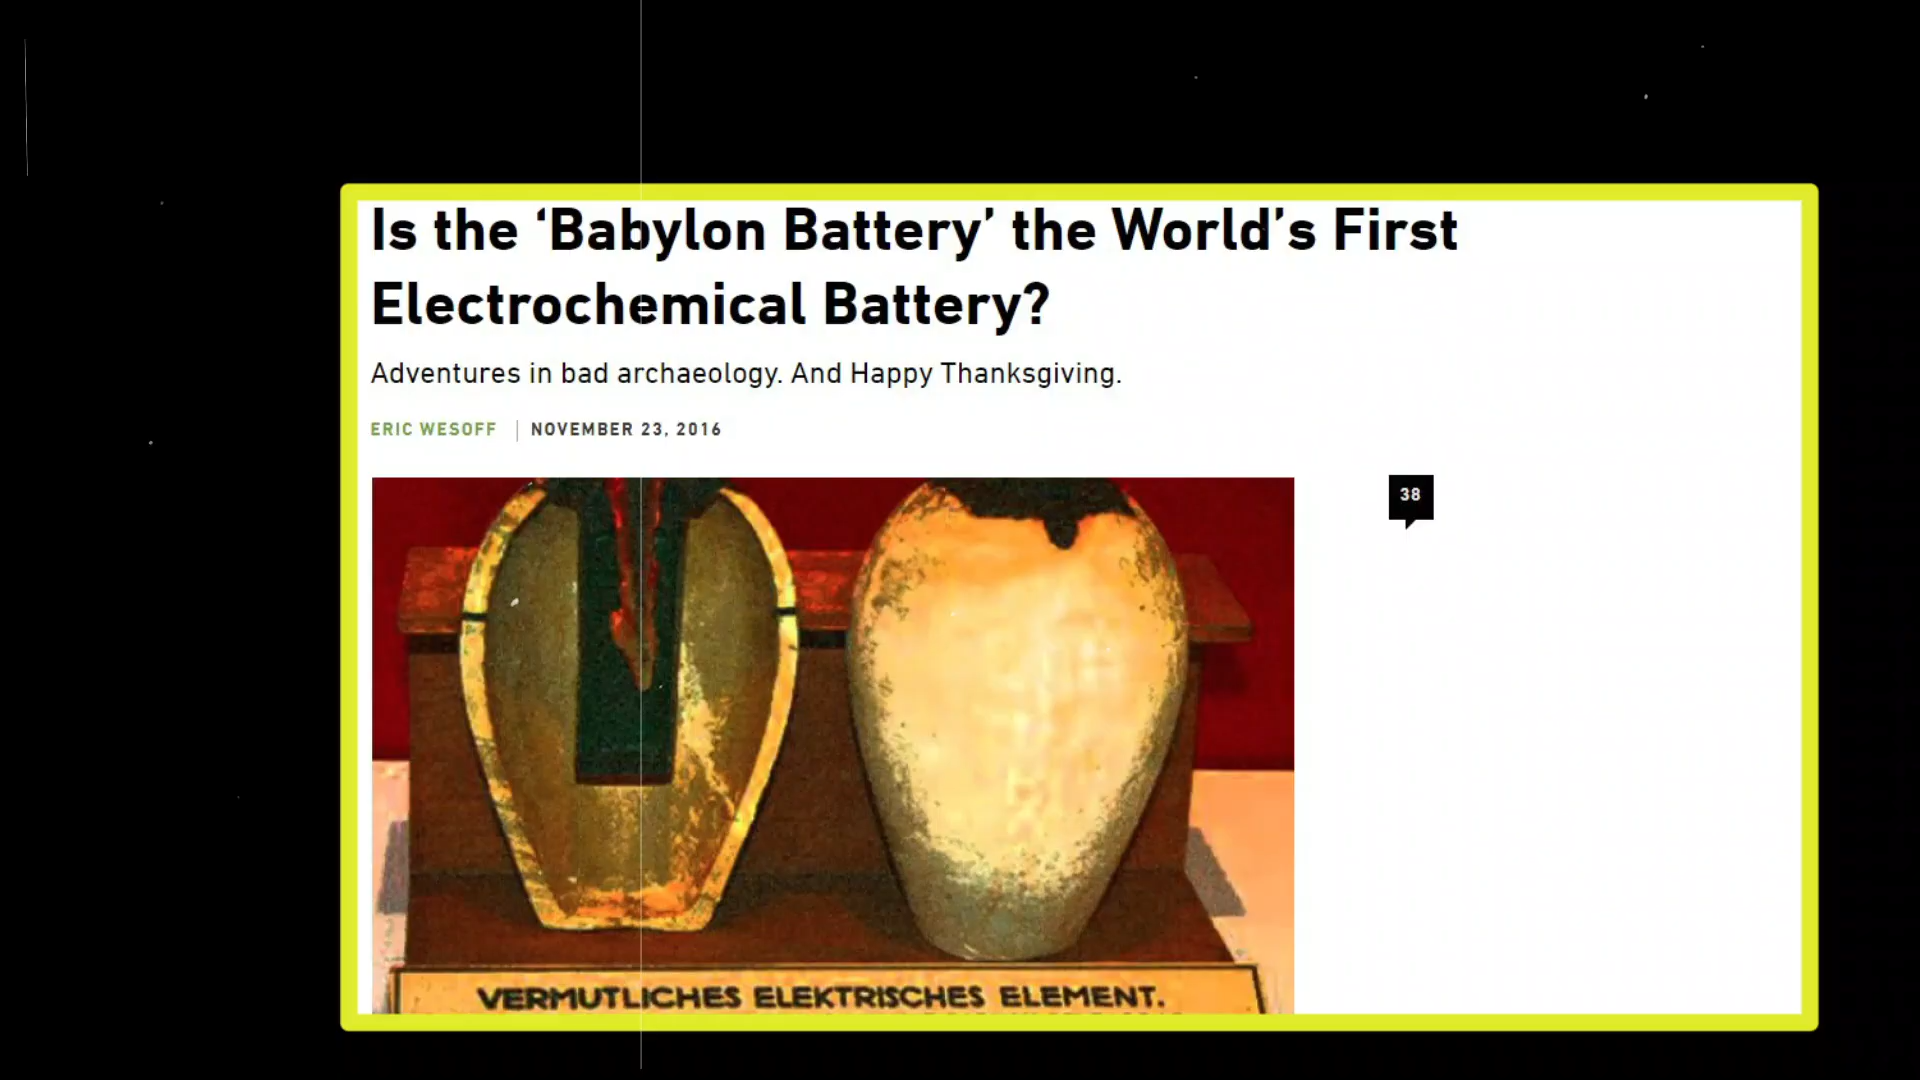 Is the ‘Babylon Battery’ the World’s First
Electrochemical Battery?
Adventures in bad archaeology. And Happy Thanksgiving.
ERIC WESOFF | NOVEMBER 23, 2016
38
VERMUTLICHES ELEKTRISCHES ELEMENT.